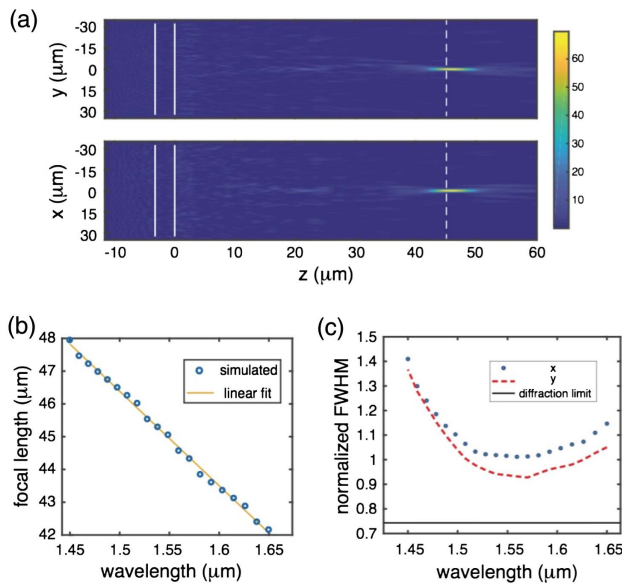 (a)
-30
-15
0
15
30
y (μm)
60
50
40
30
20
10
-30
-15
0
15
30
x (μm)
-10 0 10 20 30 40 50 60
z (μm)
(b)
48
47
46
45
44
43
42
focal length (μm)
simulated
linear fit
1.45 1.5 1.55 1.6 1.65
wavelength (μm)
(c)
1.5
1.4
1.3
1.2
1.1
1
0.9
0.8
0.7
normalized FWHM
x
y
diffraction limit
1.45 1.5 1.55 1.6 1.65
wavelength (μm)